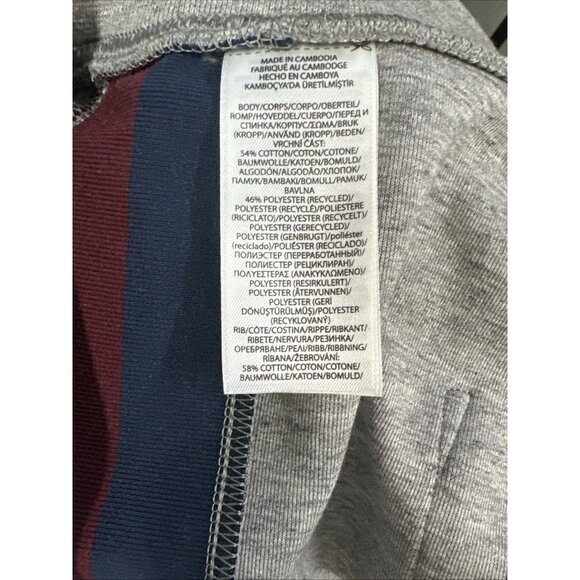 MADE IN CAMBODIA
FABRIQUÉ AU CAMBODGE
HECHO EN CAMBOYA
KAMBOÇYA'DA ÜRETİLMİŞTİR
BODY/CORPS/CORPO/OBERTEIL/
ROMP/HOVEDDEL/CUERPO/ПЕРЕД И
СПИНКА/КОРПУС/ΣΩΜΑ/BRUK
(KROPP)/ANVÄND (KROPP)/BEDEN/
VRCHNÍ ČÁST:
54% COTTON/COTON/COTONE/
BAUMWOLLE/KATOEN/BOMULD/
ALGODÓN/ALGODÃO/ХЛОПОК/
ПАМУК/ΒΑΜΒΑΚΙ/BOMULL/PAMUK/
BAVLNA
46% POLYESTER (RECYCLED)/
POLYESTER (RECYCLÉ)/POLIESTERE
(RICICLATO)/POLYESTER (RECYCELT)/
POLYESTER (GERECYCLED)/
POLYESTER (GENBRUGT)/poliéster
(reciclado)/POLIÉSTER (RECICLADO)/
ПОЛИЭСТЕР (ПЕРЕРАБОТАННЫЙ)/
ПОЛИЕСТЕР (РЕЦИКЛИРАН)/
ΠΟΛΥΕΣΤΕΡΑΣ (ΑΝΑΚΥΚΛΩΜΕΝΟ)/
POLYESTER (RESIRKULERT)/
POLYESTER (ÅTERVUNNEN)/
POLYESTER (GERİ
DÖNÜŞTÜRÜLMÜŞ)/POLYESTER
(RECYKLOVANÝ)
RIB/CÔTE/COSTINA/RIPPE/RIBKANT/
RIBETE/NERVURA/РЕЗИНКА/
ОРЕБРЯВАНЕ/ΡΕΛΙ/RIBB/RIBBNING/
RİBANA/ŽEBROVÁNÍ:
58% COTTON/COTON/COTONE/
BAUMWOLLE/KATOEN/BOMULD/